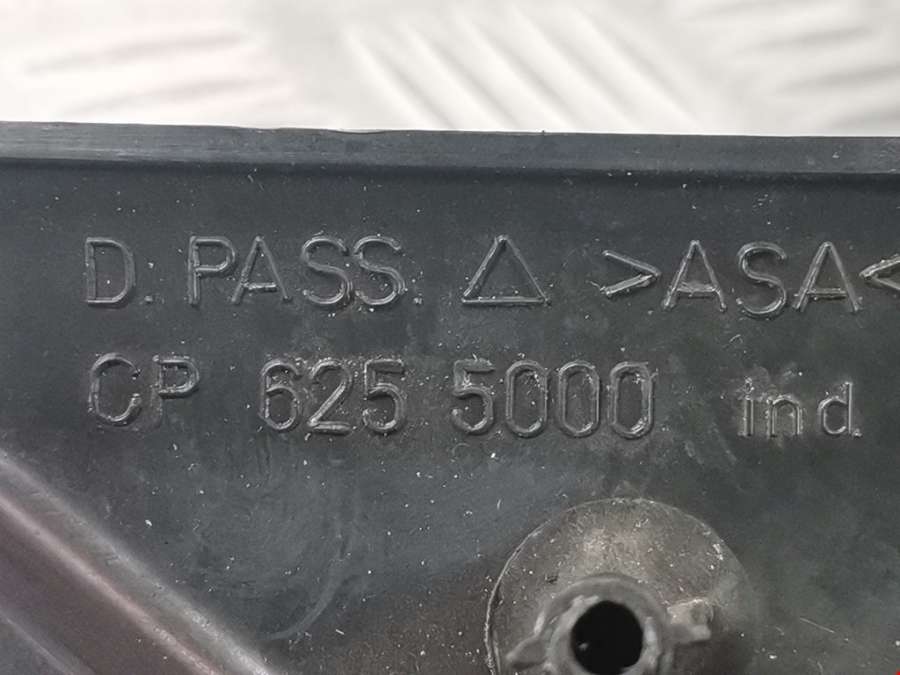 D. PASS. △ >ASA<
CP 625 5000 ind.